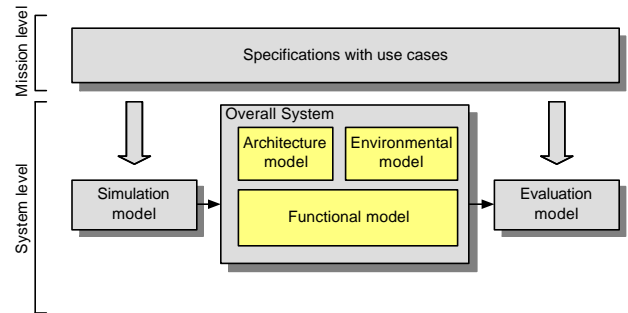 Mission level
Specifications with use cases
System level
Overall System
Architecture
model
Environmental
model
Simulation
model
Functional model
Evaluation
model